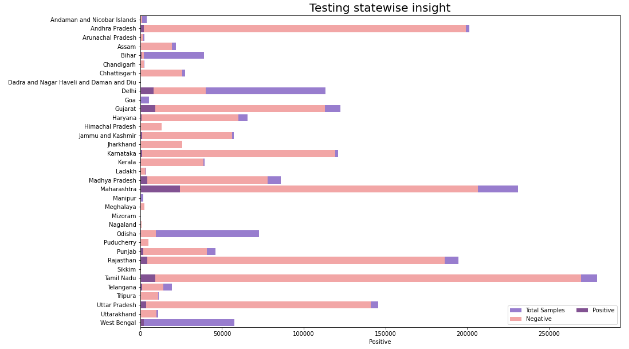 Testing statewise insight
Andaman and Nicobar Islands
Andhra Pradesh
Arunachal Pradesh
Assam
Bihar
Chandigarh
Chhattisgarh
Dadra and Nagar Haveli and Daman and Diu
Delhi
Goa
Gujarat
Haryana
Himachal Pradesh
Jammu and Kashmir
Jharkhand
Karnataka
Kerala
Ladakh
Madhya Pradesh
Maharashtra
Manipur
Meghalaya
Mizoram
Nagaland
Odisha
Puducherry
Punjab
Rajasthan
Sikkim
Tamil Nadu
Telangana
Tripura
Uttar Pradesh
Uttarakhand
West Bengal
Total Samples
Negative
Positive
0 50000 100000 150000 200000 250000
Positive